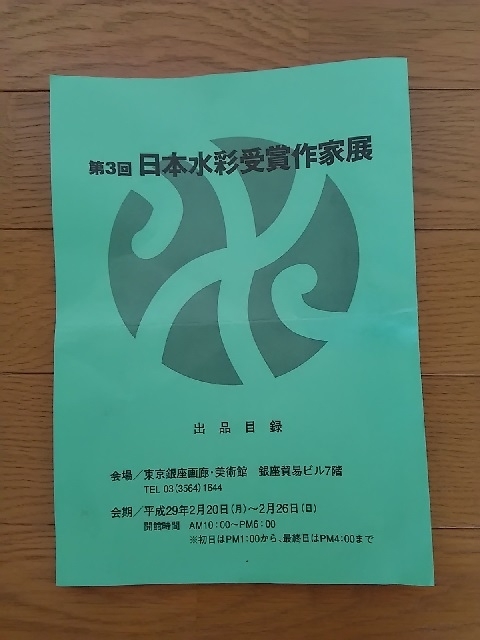 第3回 日本水彩受賞作家展
出品目録
会場／東京銀座画廊・美術館 銀座貿易ビル7階
TEL 03(3564)1644
会期／平成29年2月20日(月)～2月26日(日)
開館時間 AM10:00～PM6:00
※初日はPM1:00から、最終日はPM4:00まで